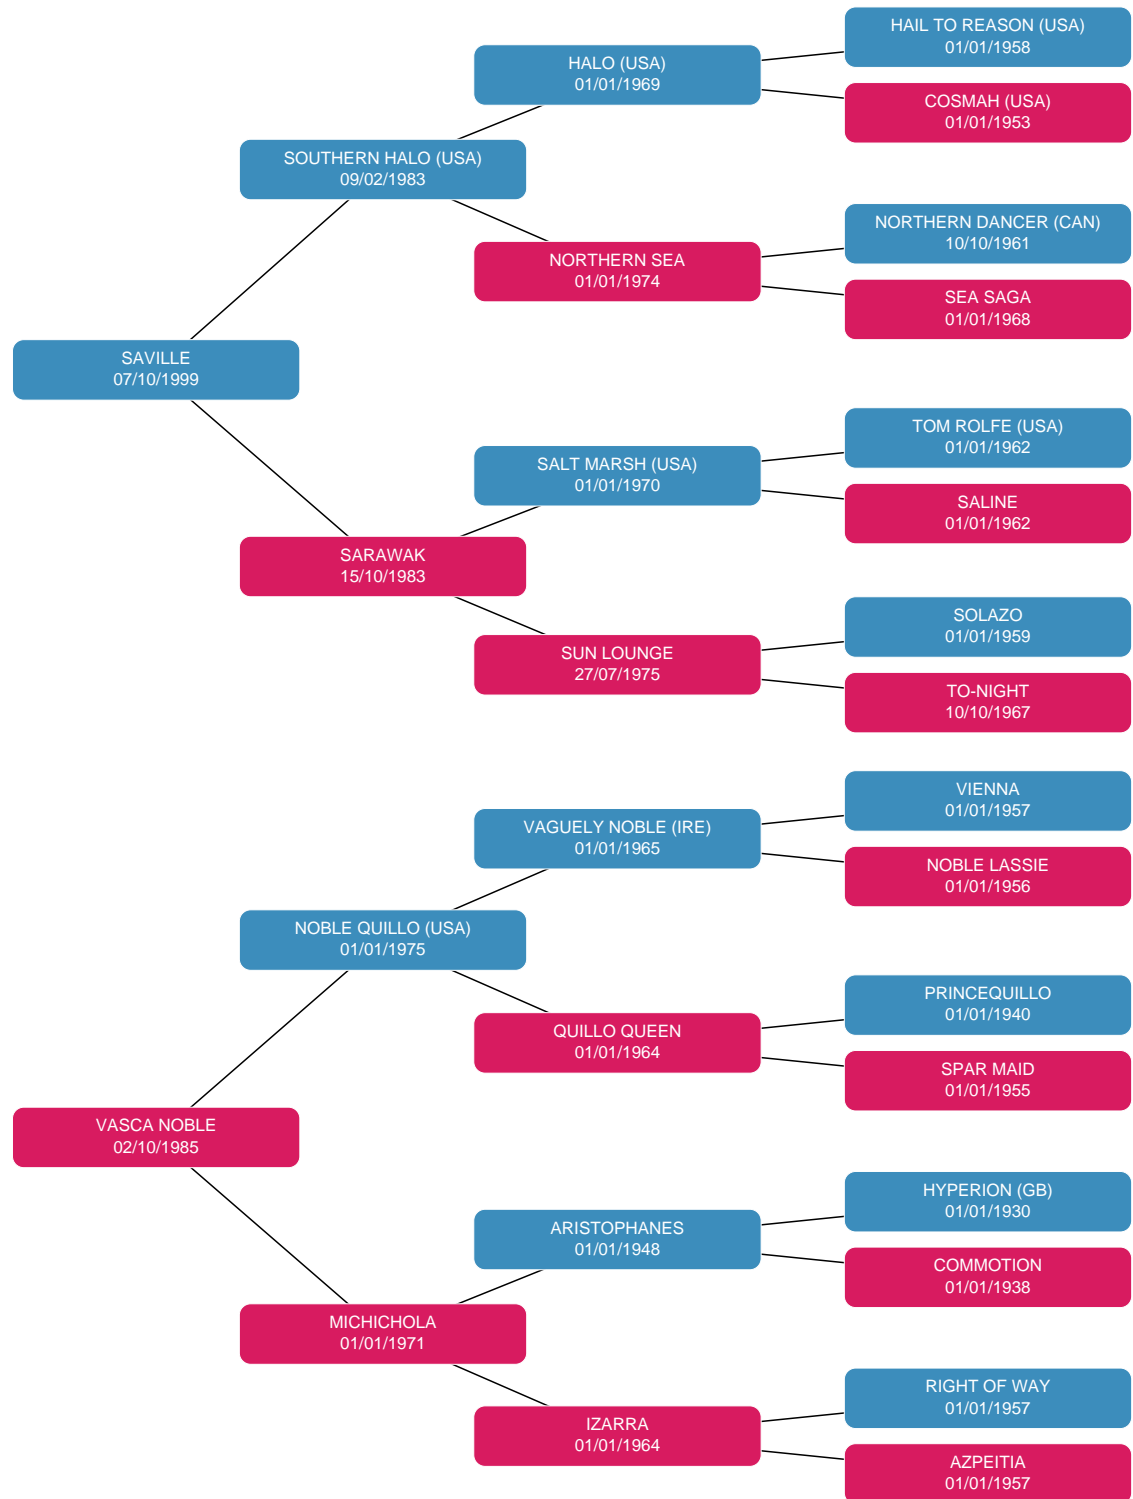 HAIL TO REASON (USA)
01/01/1958
HALO (USA)
01/01/1969
COSMAH (USA)
01/01/1953
SOUTHERN HALO (USA)
09/02/1983
NORTHERN DANCER (CAN)
10/10/1961
NORTHERN SEA
01/01/1974
SEA SAGA
01/01/1968
SAVILLE
07/10/1999
TOM ROLFE (USA)
01/01/1962
SALT MARSH (USA)
01/01/1970
SALINE
01/01/1962
SARAWAK
15/10/1983
SOLAZO
01/01/1959
SUN LOUNGE
27/07/1975
TO-NIGHT
10/10/1967
VIENNA
01/01/1957
VAGUELY NOBLE (IRE)
01/01/1965
NOBLE LASSIE
01/01/1956
NOBLE QUILLO (USA)
01/01/1975
PRINCEQUILLO
01/01/1940
QUILLO QUEEN
01/01/1964
SPAR MAID
01/01/1955
VASCA NOBLE
02/10/1985
HYPERION (GB)
01/01/1930
ARISTOPHANES
01/01/1948
COMMOTION
01/01/1938
MICHICHOLA
01/01/1971
RIGHT OF WAY
01/01/1957
IZARRA
01/01/1964
AZPEITIA
01/01/1957